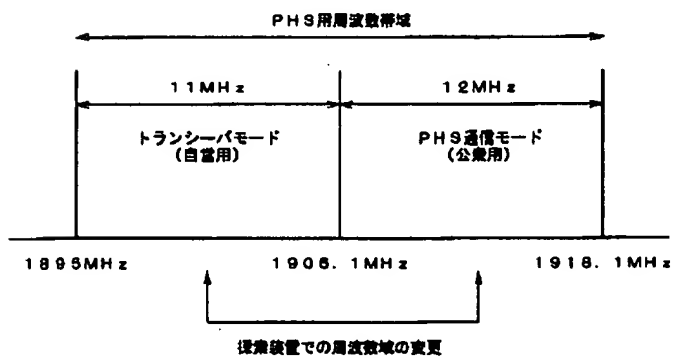 PHS用周波数帯域
11MHz
12MHz
トランシーバモード
(自営用)
PHS通信モード
(公衆用)
1895MHz
1906.1MHz
1918.1MHz
探索装置での周波数域の変更